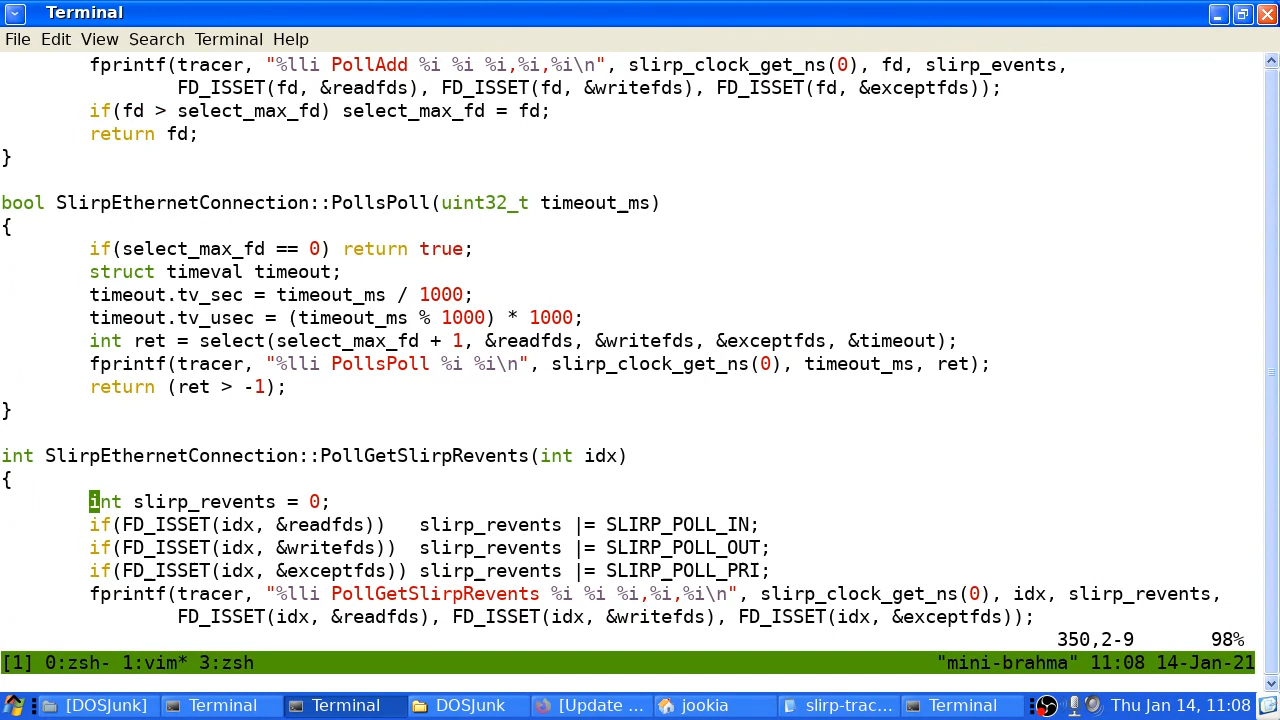 Terminal
File Edit View Search Terminal Help
fprintf(tracer, "%lli PollAdd %i %i %i,%i,%i\n", slirp_clock_get_ns(0), fd, slirp_events,
FD_ISSET(fd, &readfds), FD_ISSET(fd, &writefds), FD_ISSET(fd, &exceptfds));
if(fd > select_max_fd) select_max_fd = fd;
return fd;
}
bool SlirpEthernetConnection::PollsPoll(uint32_t timeout_ms)
{
if(select_max_fd == 0) return true;
struct timeval timeout;
timeout.tv_sec = timeout_ms / 1000;
timeout.tv_usec = (timeout_ms % 1000) * 1000;
int ret = select(select_max_fd + 1, &readfds, &writefds, &exceptfds, &timeout);
fprintf(tracer, "%lli PollsPoll %i %i\n", slirp_clock_get_ns(0), timeout_ms, ret);
return (ret > -1);
}
int SlirpEthernetConnection::PollGetSlirpRevents(int idx)
{
int slirp_revents = 0;
if(FD_ISSET(idx, &readfds)) slirp_revents |= SLIRP_POLL_IN;
if(FD_ISSET(idx, &writefds)) slirp_revents |= SLIRP_POLL_OUT;
if(FD_ISSET(idx, &exceptfds)) slirp_revents |= SLIRP_POLL_PRI;
fprintf(tracer, "%lli PollGetSlirpRevents %i %i %i,%i,%i\n", slirp_clock_get_ns(0), idx, slirp_revents,
FD_ISSET(idx, &readfds), FD_ISSET(idx, &writefds), FD_ISSET(idx, &exceptfds));
350,2-9 98%
[1] 0:zsh- 1:vim* 3:zsh "mini-brahma" 11:08 14-Jan-21
[DOSJunk] Terminal Terminal DOSJunk [Update ... jookia slirp-trac... Terminal Thu Jan 14, 11:08